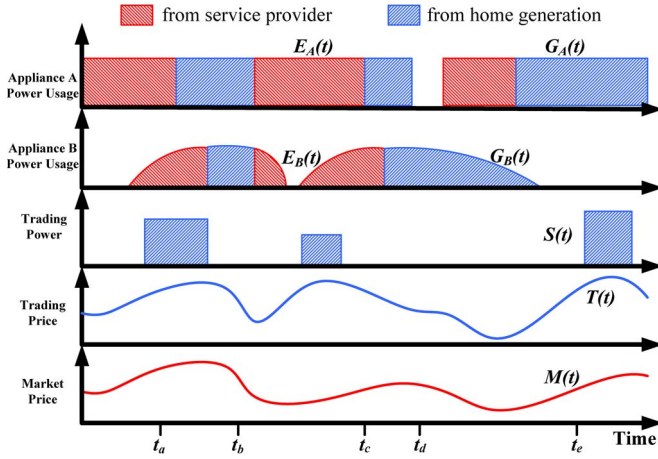 from service provider
from home generation
E_A(t)
G_A(t)
Appliance A
Power Usage
Appliance B
Power Usage
E_B(t)
G_B(t)
Trading
Power
S(t)
Trading
Price
T(t)
Market
Price
M(t)
t_a
t_b
t_c
t_d
t_e
Time